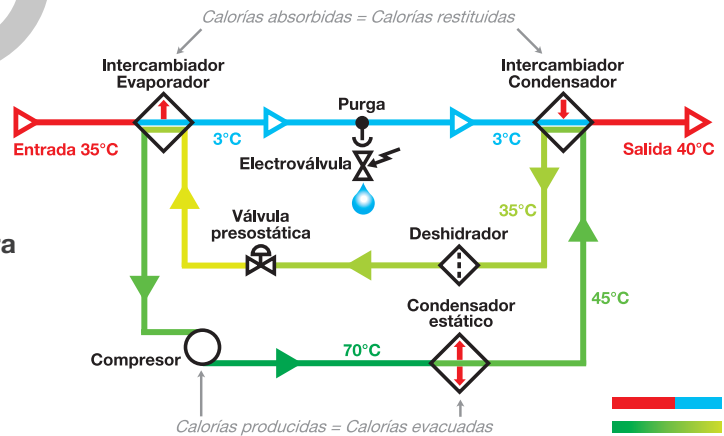 Calorías absorbidas = Calorías restituidas
Intercambiador
Evaporador
Intercambiador
Condensador
Purga
Entrada 35°C
3°C
3°C
Salida 40°C
Electroválvula
35°C
Válvula
presostática
Deshidrador
a
45°C
Condensador
estático
Compresor
70°C
Calorías producidas = Calorías evacuadas